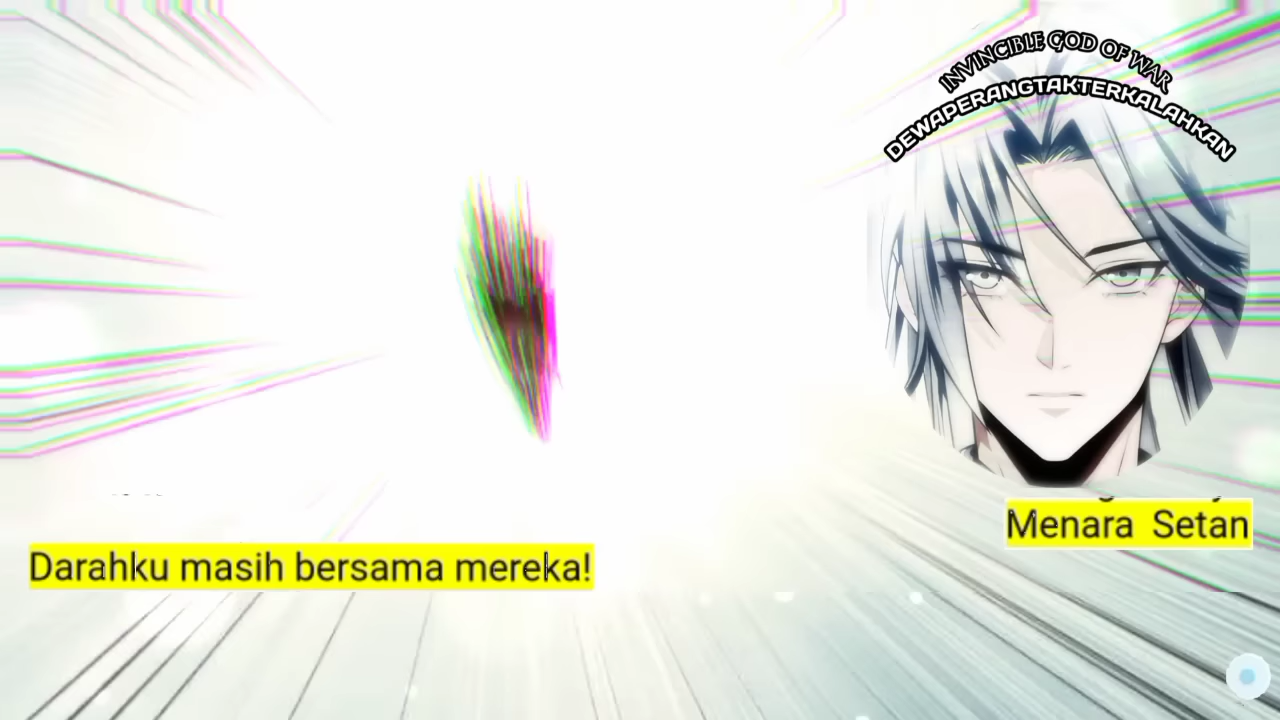 INVINCIBLE GOD OF WAR
DEWAPERANGTAKTERKALAHKAN
Menara Setan
Darahku masih bersama mereka!